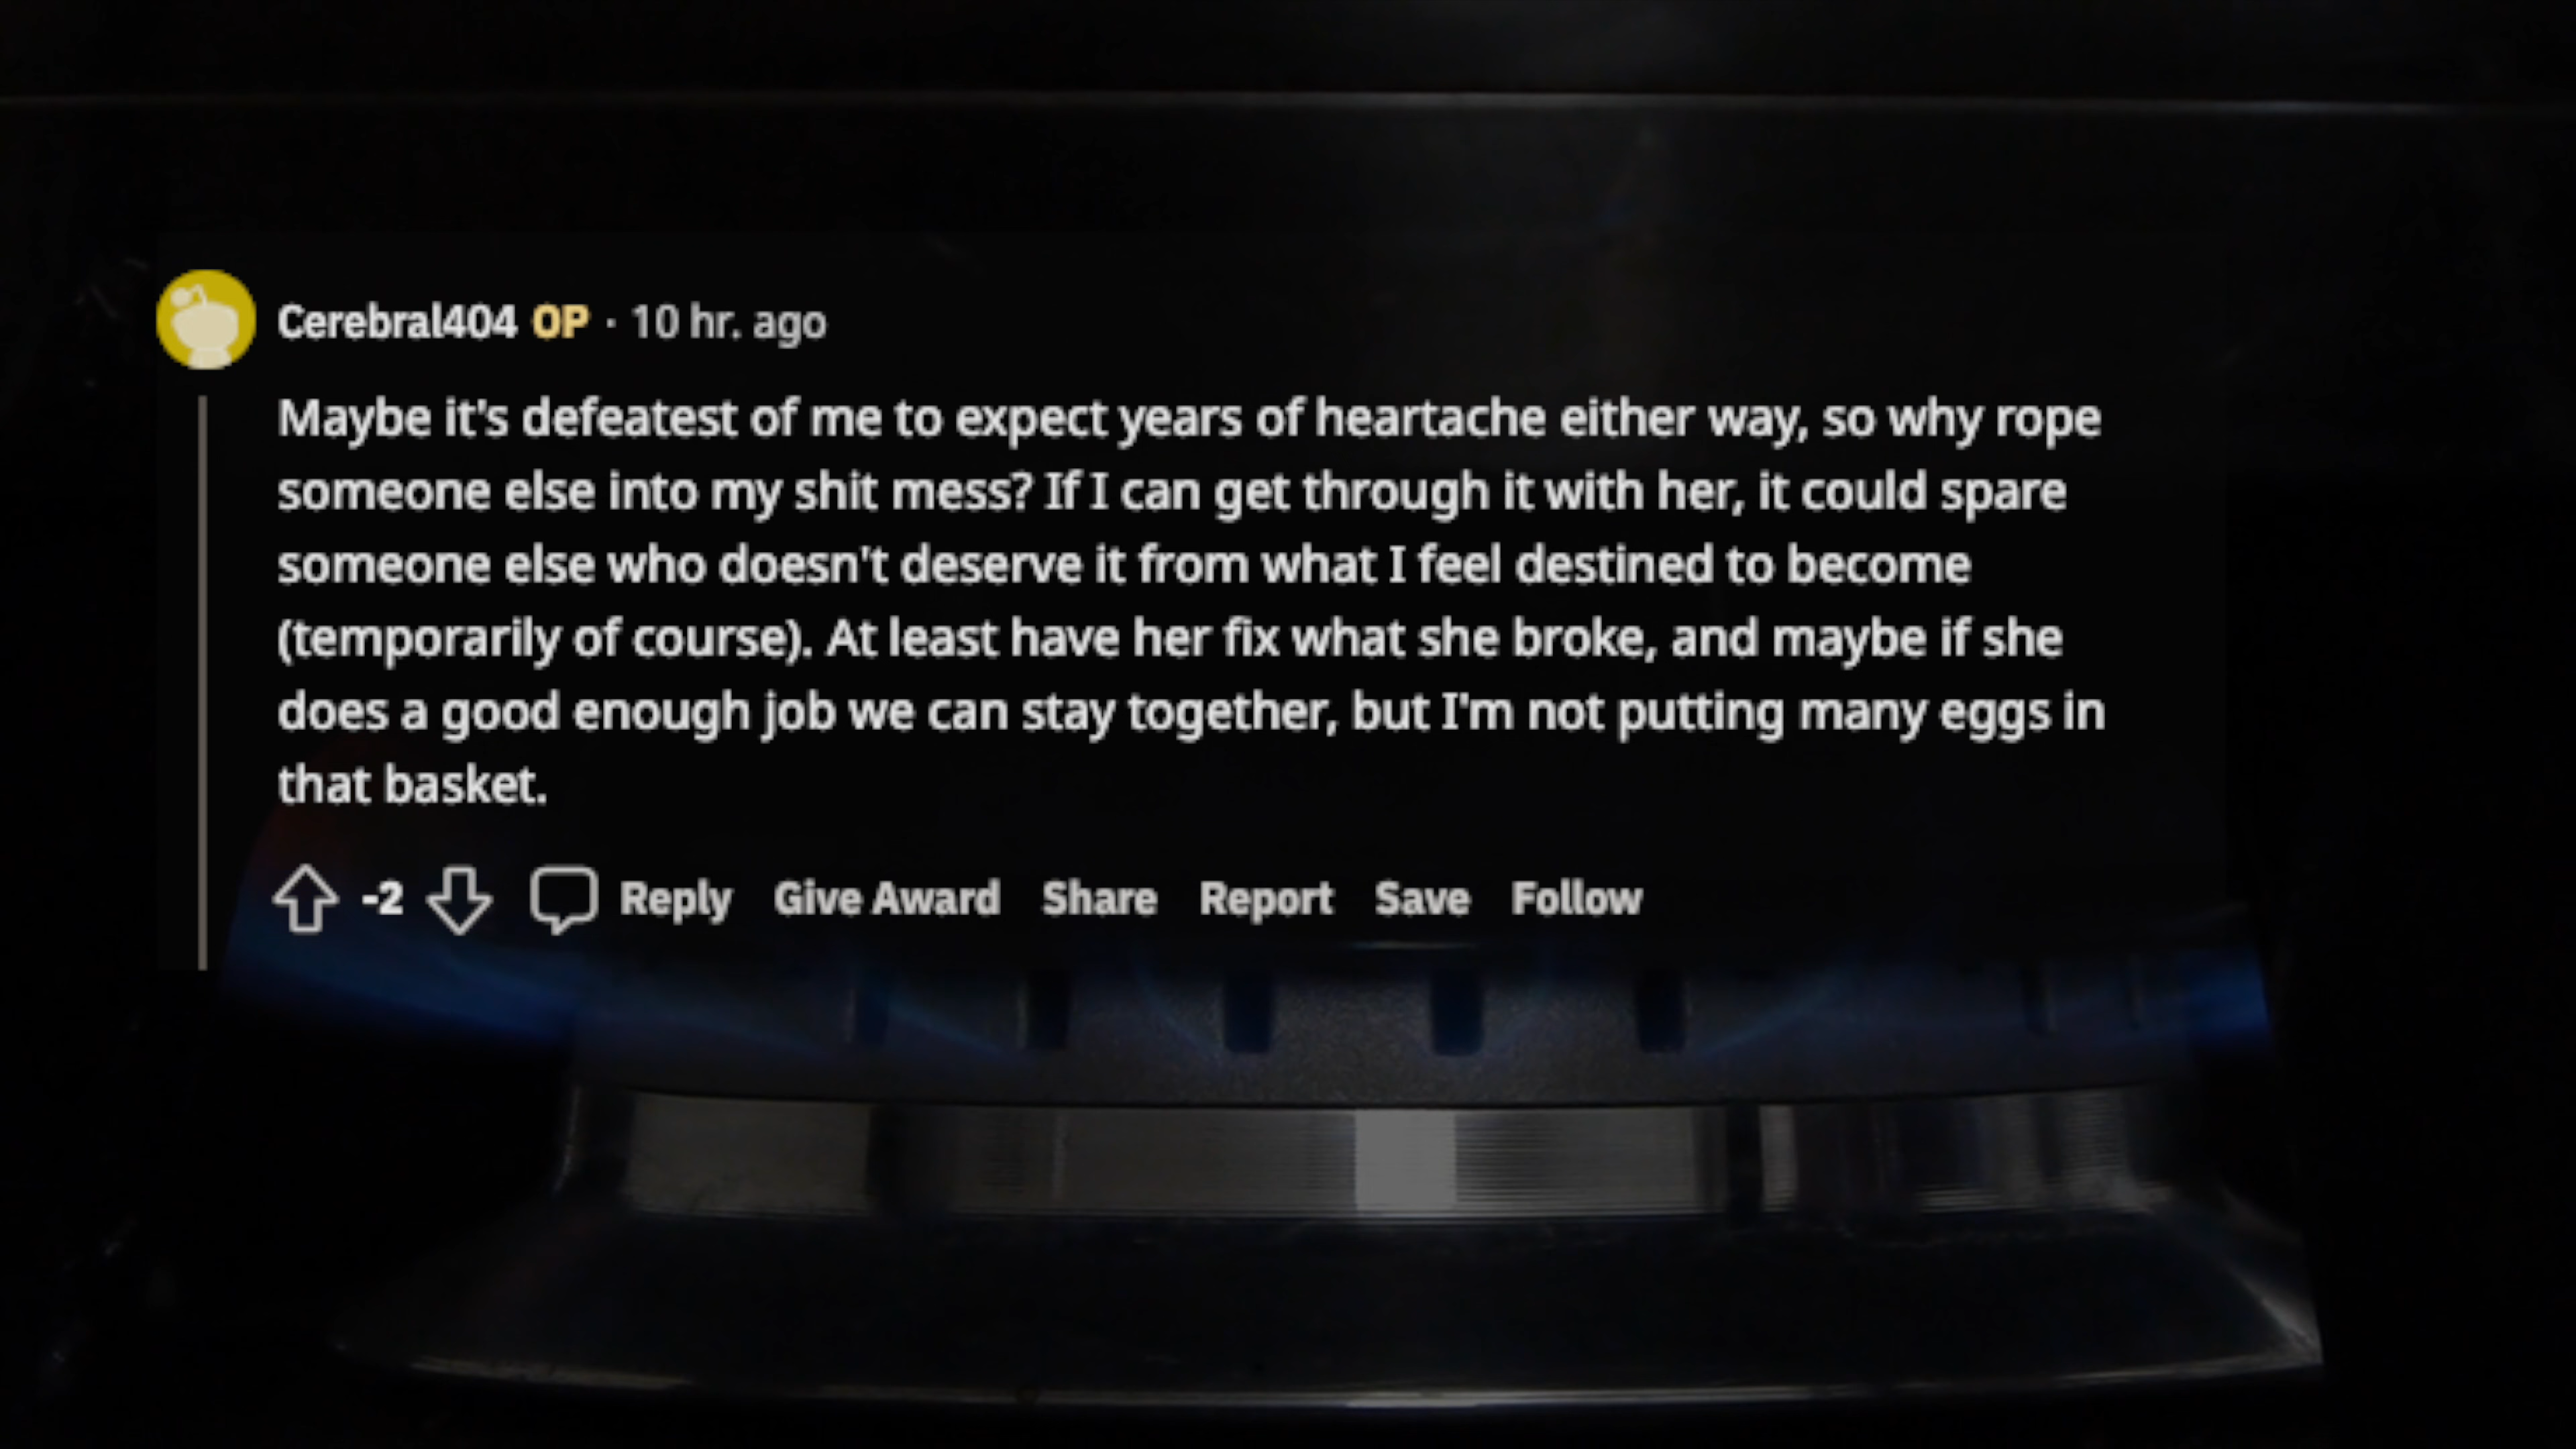 Cerebral404 OP · 10 hr. ago
Maybe it's defeatest of me to expect years of heartache either way, so why rope
someone else into my shit mess? If I can get through it with her, it could spare
someone else who doesn't deserve it from what I feel destined to become
(temporarily of course). At least have her fix what she broke, and maybe if she
does a good enough job we can stay together, but I'm not putting many eggs in
that basket.
-2 Reply Give Award Share Report Save Follow